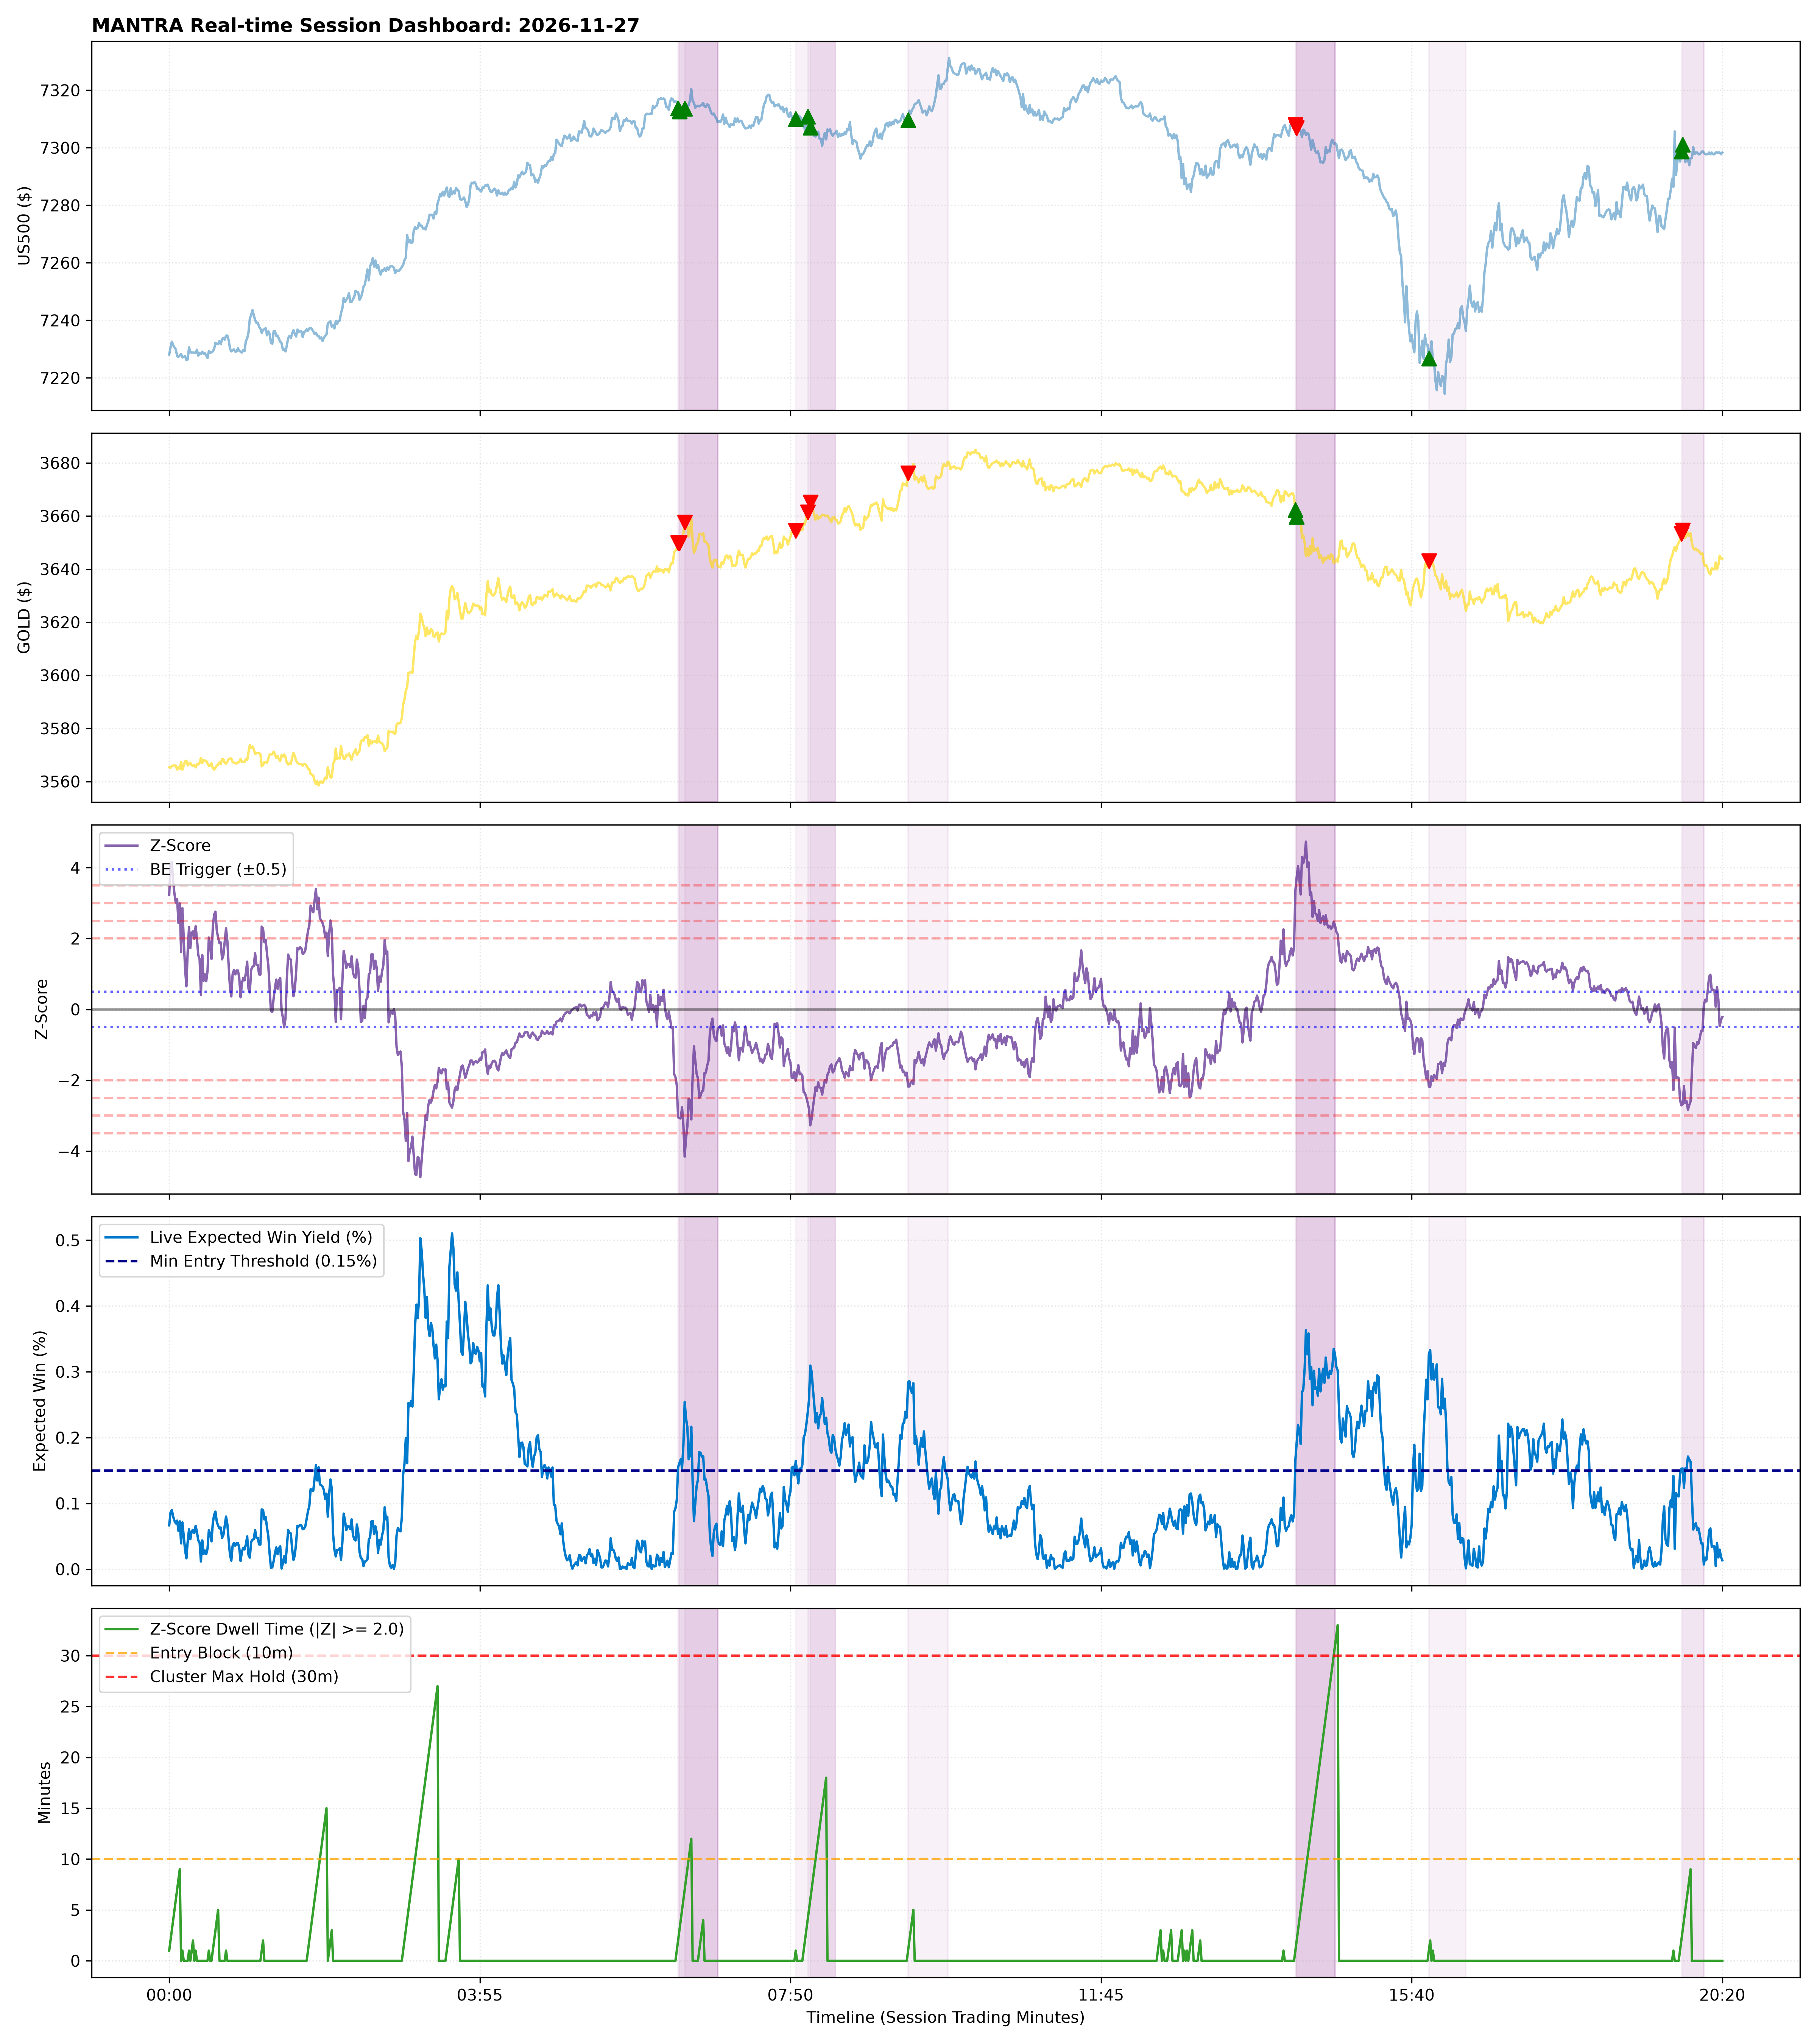 MANTRA Real-time Session Dashboard: 2026-11-27
US500 ($)
7320
7300
7280
7260
7240
7220
GOLD ($)
3680
3660
3640
3620
3600
3580
3560
Z-Score
BE Trigger (±0.5)
Z-Score
4
2
0
−2
−4
Live Expected Win Yield (%)
Min Entry Threshold (0.15%)
Expected Win (%)
0.5
0.4
0.3
0.2
0.1
0.0
Z-Score Dwell Time (|Z| >= 2.0)
Entry Block (10m)
Cluster Max Hold (30m)
Minutes
30
25
20
15
10
5
0
00:00
03:55
07:50
11:45
15:40
20:20
Timeline (Session Trading Minutes)